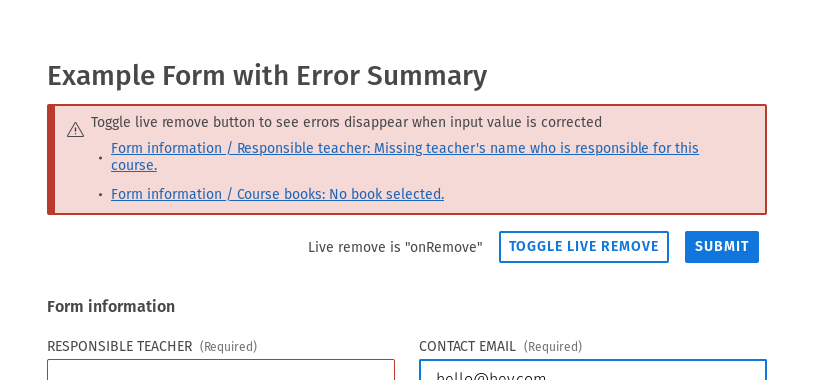 Example Form with Error Summary
Toggle live remove button to see errors disappear when input value is corrected
Form information / Responsible teacher: Missing teacher's name who is responsible for this
course.
Form information / Course books: No book selected.
Live remove is "onRemove" TOGGLE LIVE REMOVE SUBMIT
Form information
RESPONSIBLE TEACHER (Required) CONTACT EMAIL (Required)
hello@hey.com